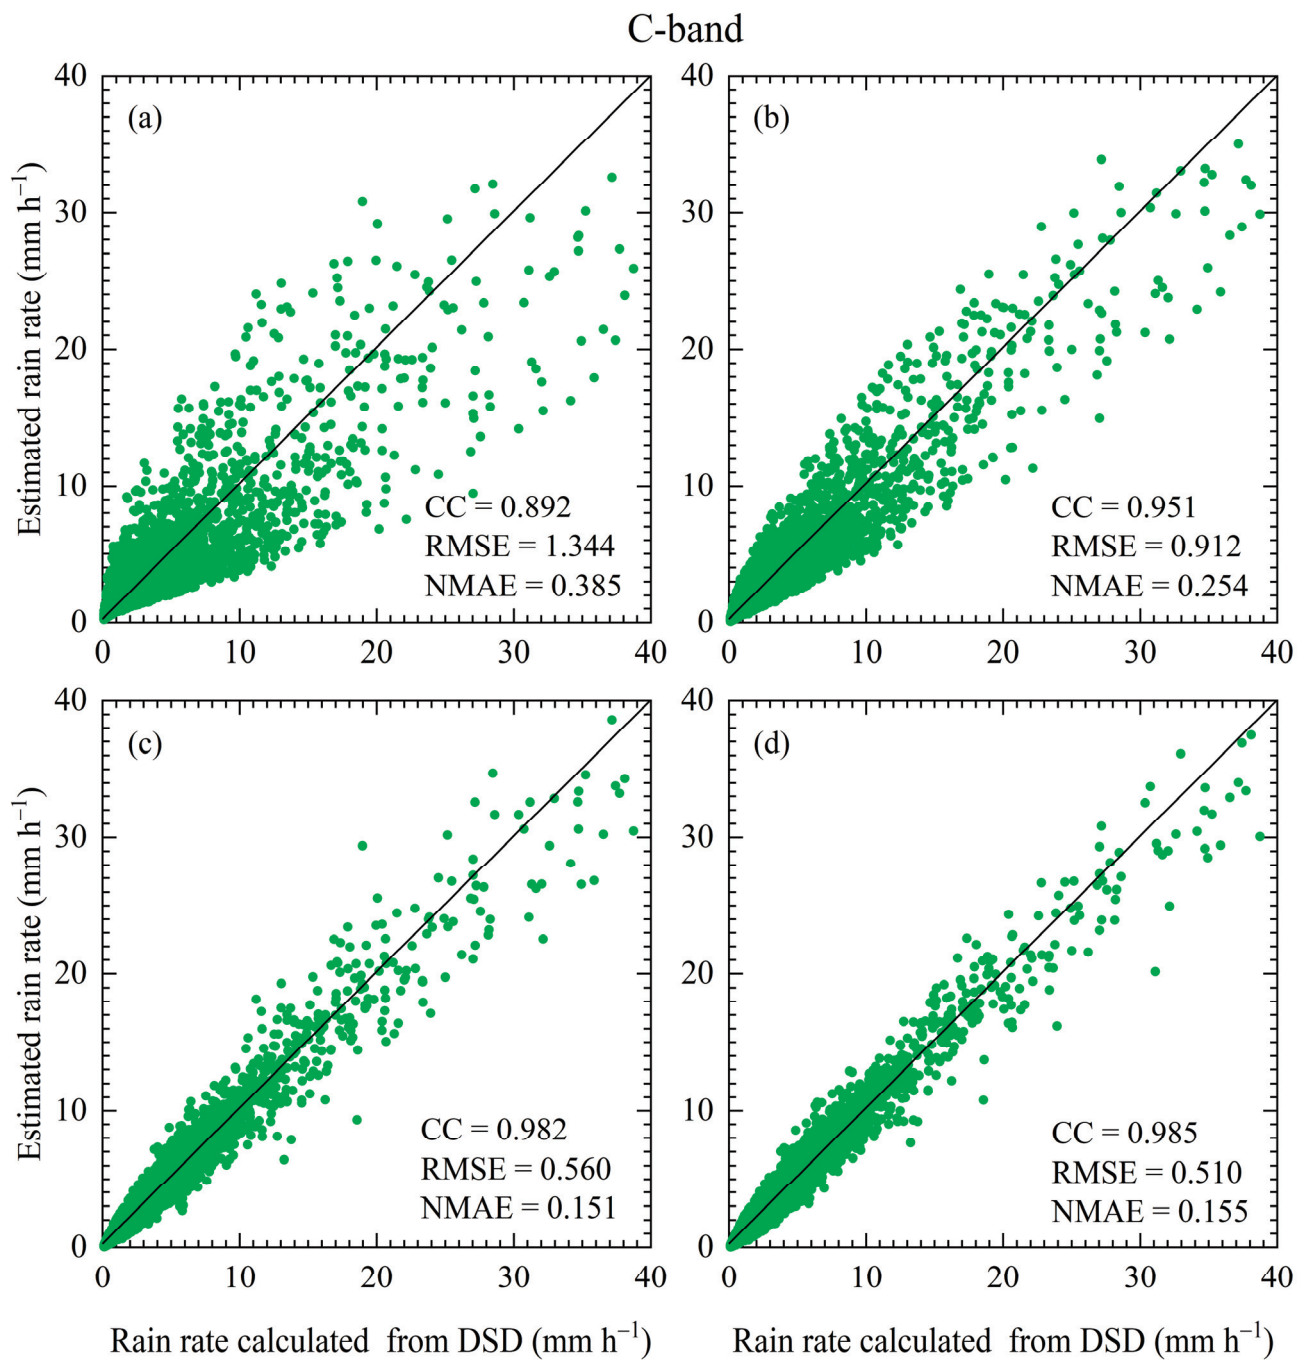 C-band
(a)
40
30
20
10
0
Estimated rain rate (mm h⁻¹)
CC = 0.892
RMSE = 1.344
NMAE = 0.385
0 10 20 30 40
(b)
40
30
20
10
0
CC = 0.951
RMSE = 0.912
NMAE = 0.254
0 10 20 30 40
(c)
40
30
20
10
0
Estimated rain rate (mm h⁻¹)
CC = 0.982
RMSE = 0.560
NMAE = 0.151
0 10 20 30 40
Rain rate calculated from DSD (mm h⁻¹)
(d)
40
30
20
10
0
CC = 0.985
RMSE = 0.510
NMAE = 0.155
0 10 20 30 40
Rain rate calculated from DSD (mm h⁻¹)